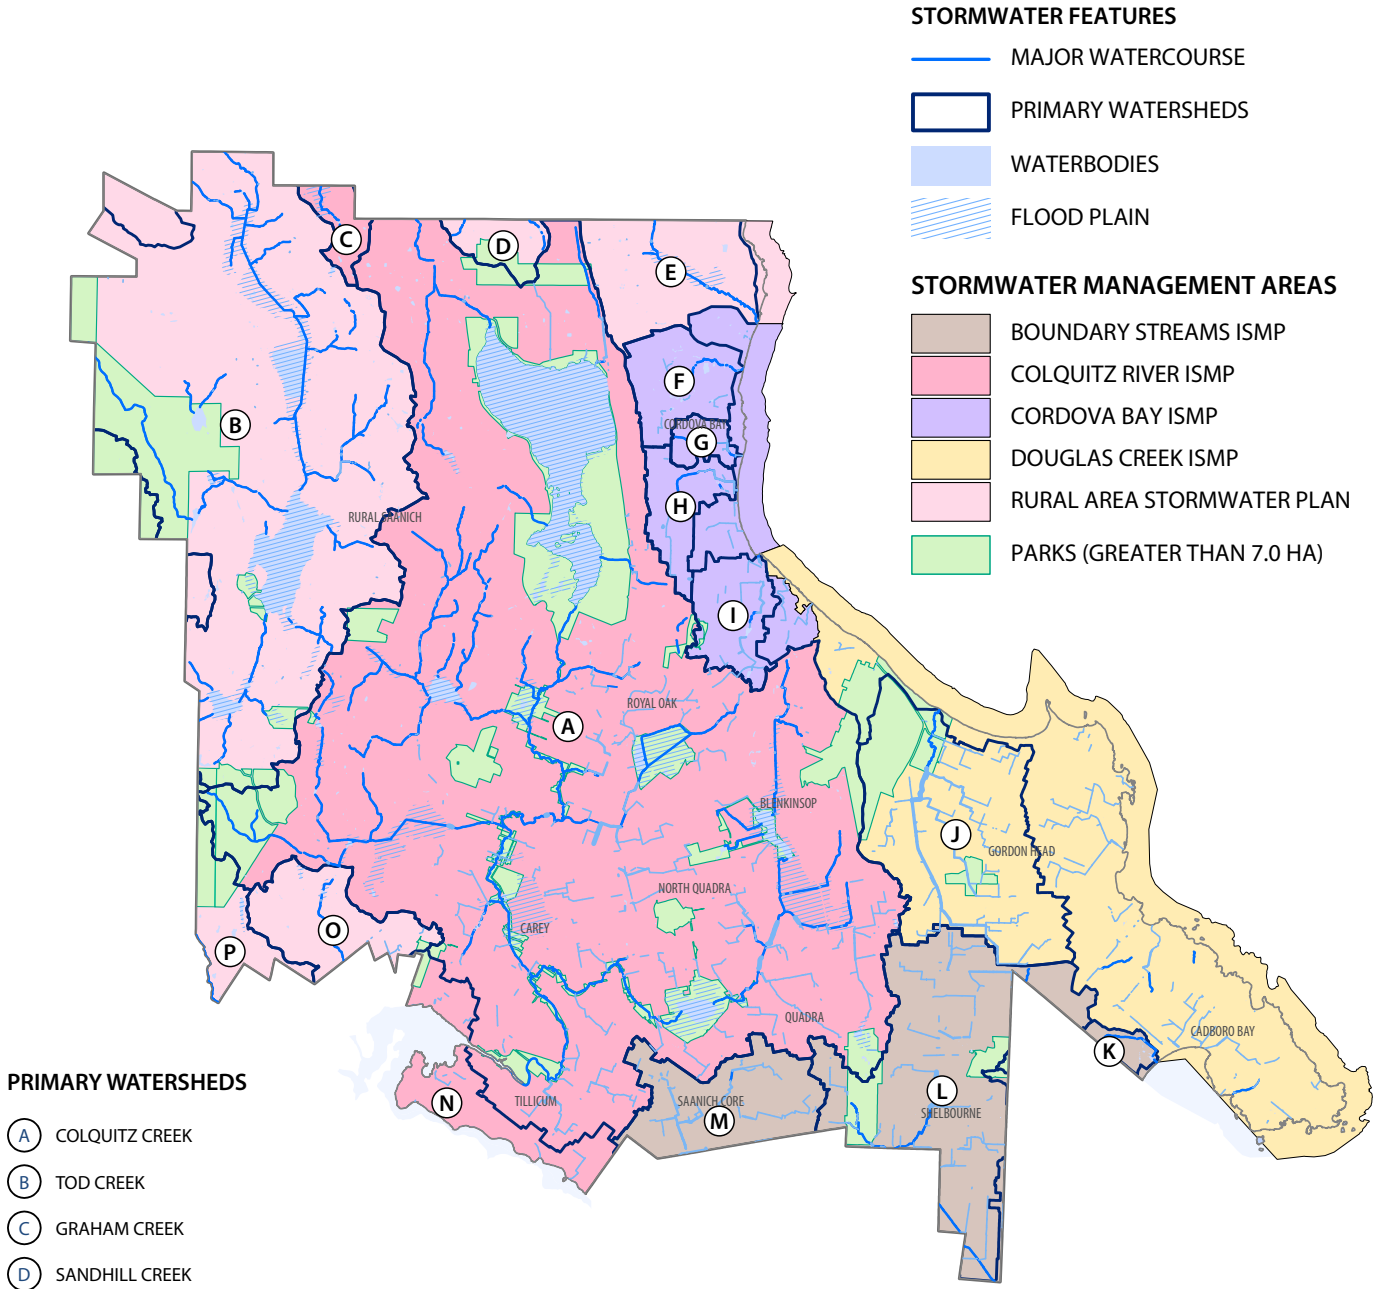 STORMWATER FEATURES
MAJOR WATERCOURSE
PRIMARY WATERSHEDS
WATERBODIES
FLOOD PLAIN
STORMWATER MANAGEMENT AREAS
BOUNDARY STREAMS ISMP
COLQUITZ RIVER ISMP
CORDOVA BAY ISMP
DOUGLAS CREEK ISMP
RURAL AREA STORMWATER PLAN
PARKS (GREATER THAN 7.0 HA)
C
D
E
F
B
CORDOVA BAY
G
H
RURAL SAANICH
I
ROYAL OAK
A
BLENKINSOP
J
GORDON HEAD
NORTH QUADRA
CAREY
O
P
QUADRA
CADBORO BAY
K
L
N
TILLICUM
SAANICH CORE
M
SHELBOURNE
PRIMARY WATERSHEDS
A COLQUITZ CREEK
B TOD CREEK
C GRAHAM CREEK
D SANDHILL CREEK